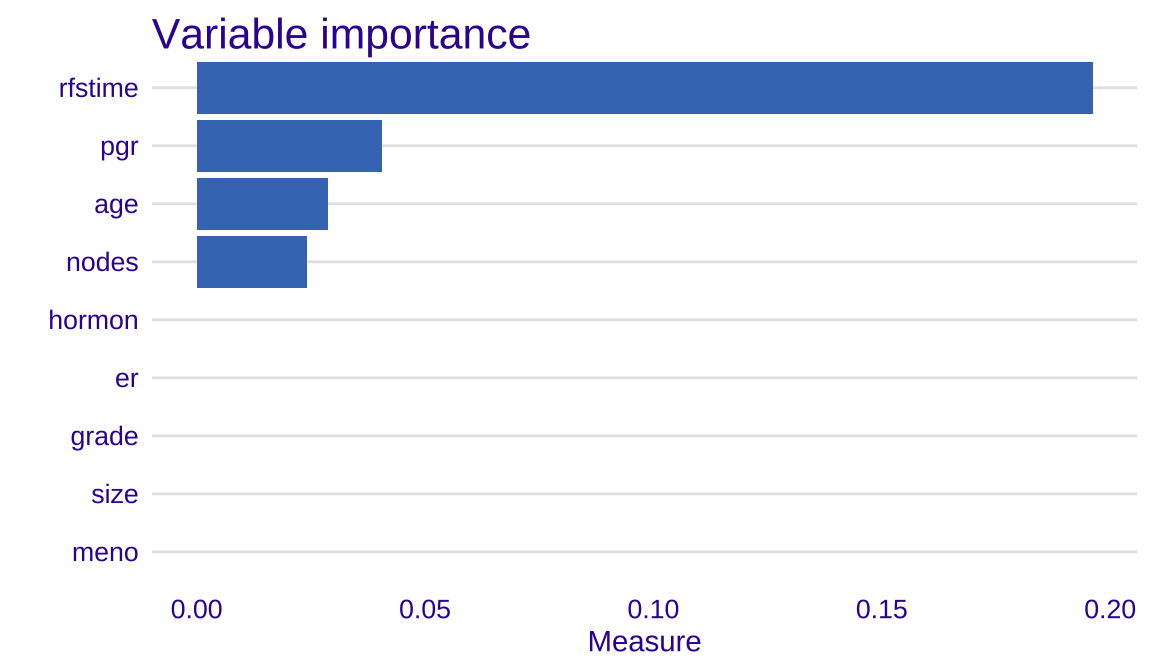 Variable importance
rfstime
pgr
age
nodes
hormon
er
grade
size
meno
0.00 0.05 0.10 0.15 0.20
Measure